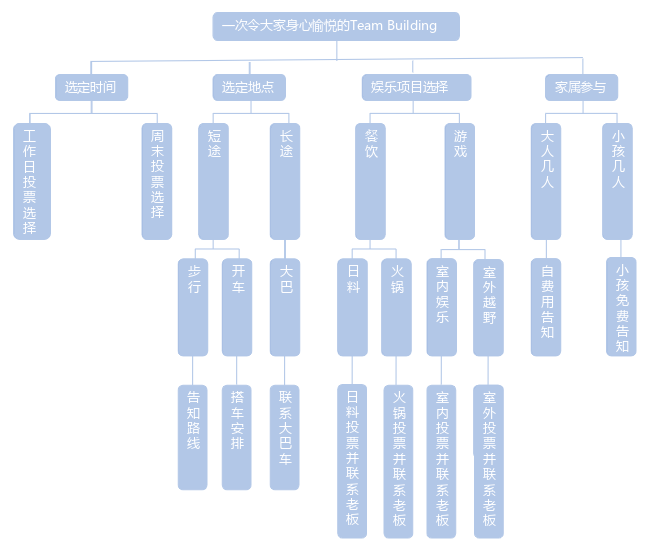 一次令大家身心愉悦的Team Building
选定时间
选定地点
娱乐项目选择
家属参与
工作日投票选择
周末投票选择
短途
长途
餐饮
游戏
大人几人
小孩几人
步行
开车
大巴
日料
火锅
室内娱乐
室外越野
自费用告知
小孩免费告知
告知路线
搭车安排
联系大巴车
日料投票并联系老板
火锅投票并联系老板
室内投票并联系老板
室外投票并联系老板